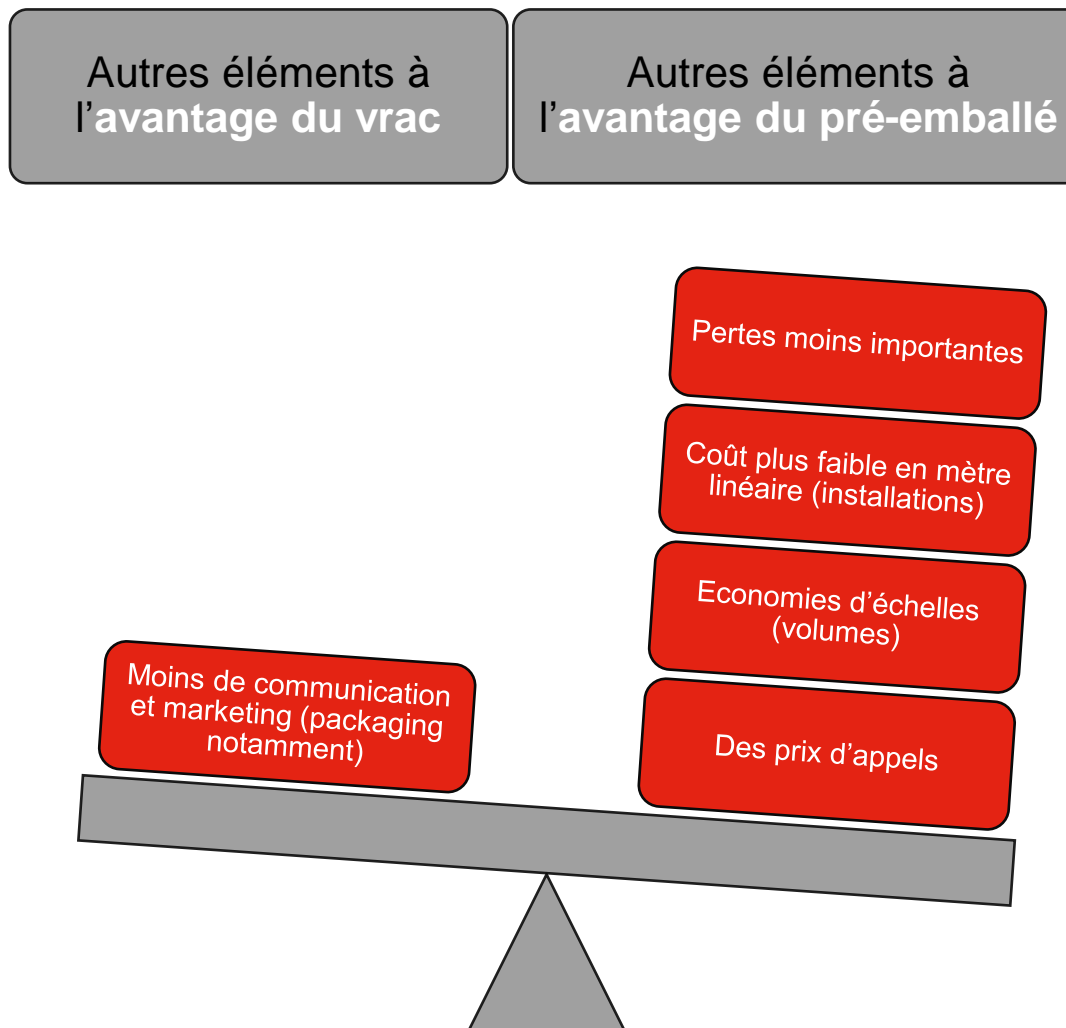 Autres éléments à
l’avantage du vrac
Autres éléments à
l’avantage du pré-emballé
Pertes moins importantes
Coût plus faible en mètre
linéaire (installations)
Economies d’échelles
(volumes)
Moins de communication
et marketing (packaging
notamment)
Des prix d’appels